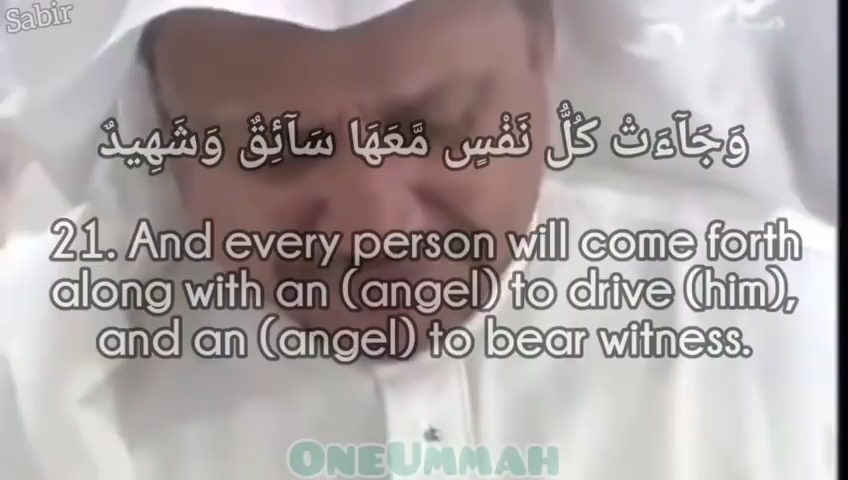 Sabir
وَجَآءَتْ كُلُّ نَفْسٍ مَّعَهَا سَآئِقٌ وَشَهِيدٌ
21. And every person will come forth
along with an (angel) to drive (him),
and an (angel) to bear witness.
ONEUMMAH